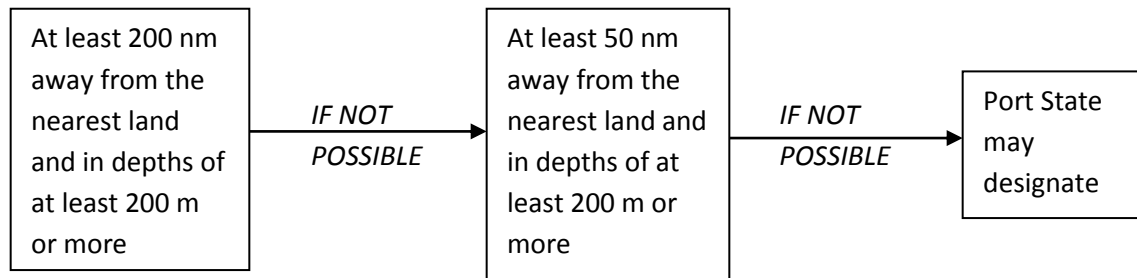 At least 200 nm
away from the
nearest land
and in depths of
at least 200 m
or more
IF NOT
POSSIBLE
At least 50 nm
away from the
nearest land and
in depths of at
least 200 m or
more
IF NOT
POSSIBLE
Port State
may
designate